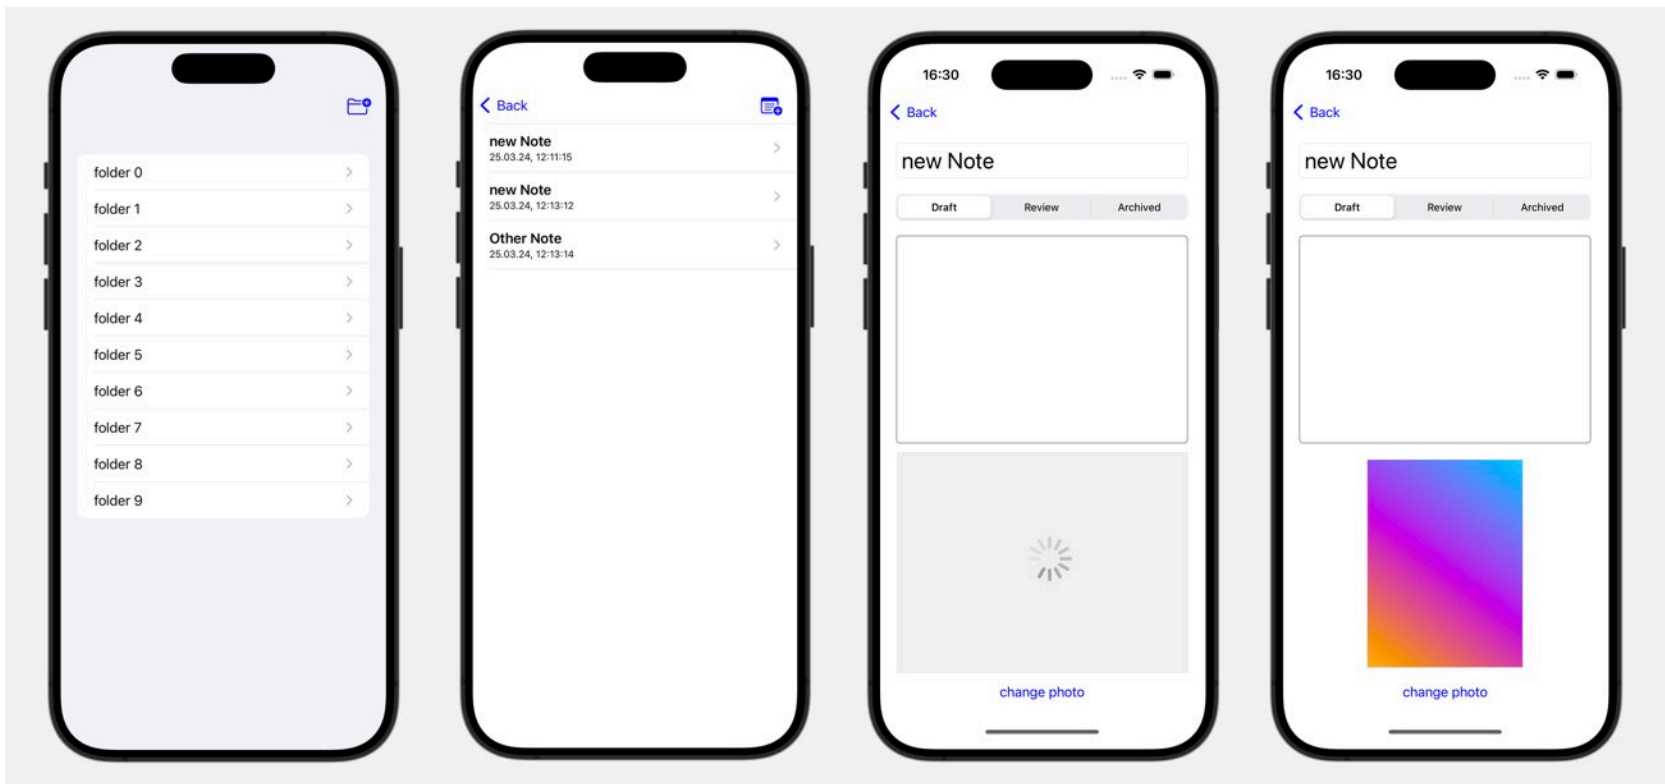 folder 0
folder 1
folder 2
folder 3
folder 4
folder 5
folder 6
folder 7
folder 8
folder 9
Back
new Note
25.03.24, 12:11:15
new Note
25.03.24, 12:13:12
Other Note
25.03.24, 12:13:14
16:30
Back
new Note
Draft Review Archived
change photo
16:30
Back
new Note
Draft Review Archived
change photo